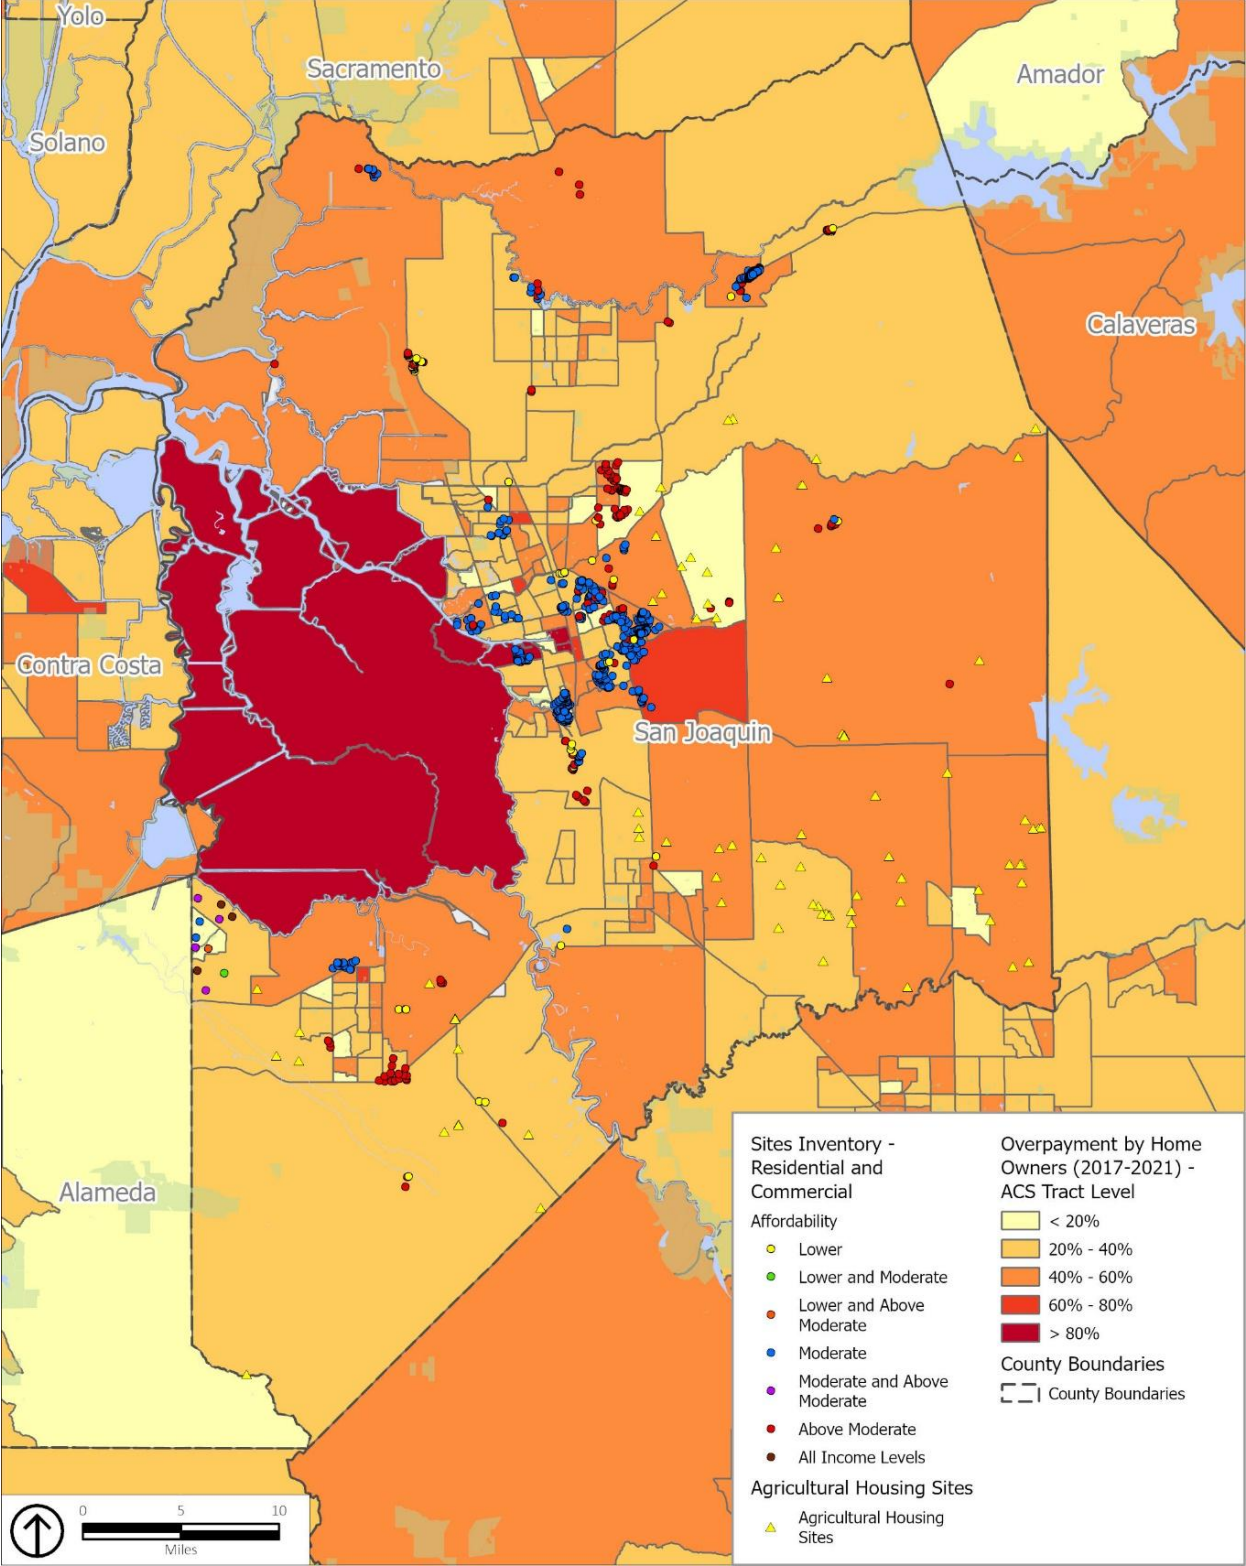 Yolo
Sacramento
Amador
Solano
Calaveras
Contra Costa
San Joaquin
Alameda
Sites Inventory -
Residential and
Commercial
Affordability
Lower
Lower and Moderate
Lower and Above
Moderate
Moderate
Moderate and Above
Moderate
Above Moderate
All Income Levels
Agricultural Housing Sites
Agricultural Housing
Sites
Overpayment by Home
Owners (2017-2021) -
ACS Tract Level
< 20%
20% - 40%
40% - 60%
60% - 80%
> 80%
County Boundaries
County Boundaries
0 5 10
Miles